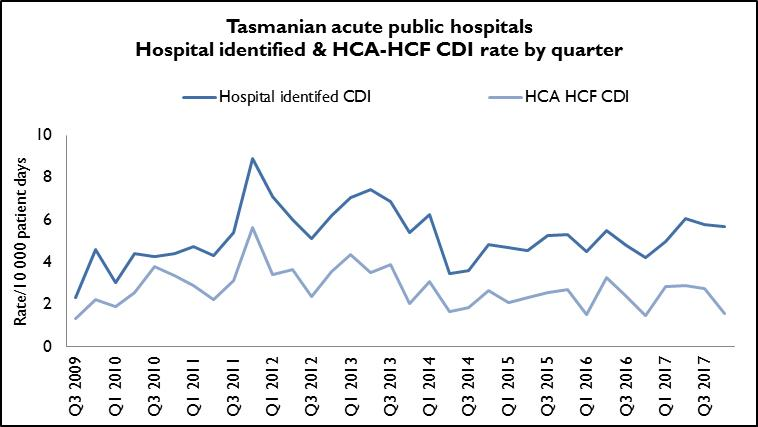 Tasmanian acute public hospitals
Hospital identified & HCA-HCF CDI rate by quarter
Hospital identifed CDI
HCA HCF CDI
Rate/10 000 patient days
10
8
6
4
2
0
Q3 2009
Q1 2010
Q3 2010
Q1 2011
Q3 2011
Q1 2012
Q3 2012
Q1 2013
Q3 2013
Q1 2014
Q3 2014
Q1 2015
Q3 2015
Q1 2016
Q3 2016
Q1 2017
Q3 2017